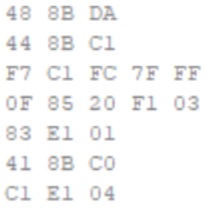 48 8B DA
44 8B C1
F7 C1 FC 7F FF
0F 85 20 F1 03
83 E1 01
41 8B C0
C1 E1 04